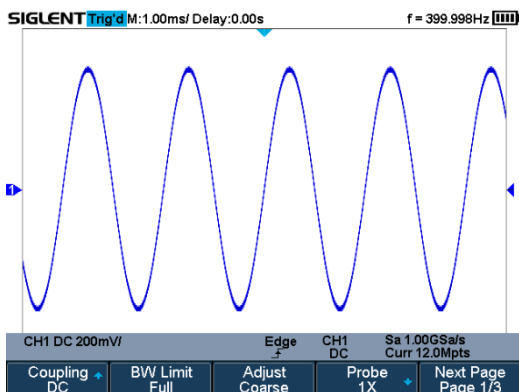 SIGLENT Trig'd M:1.00ms/ Delay:0.00s f = 399.998Hz
1
CH1 DC 200mV/ Edge CH1 Sa 1.00GSa/s
DC Curr 12.0Mpts
Coupling BW Limit Adjust Probe Next Page
DC Full Coarse 1X Page 1/3